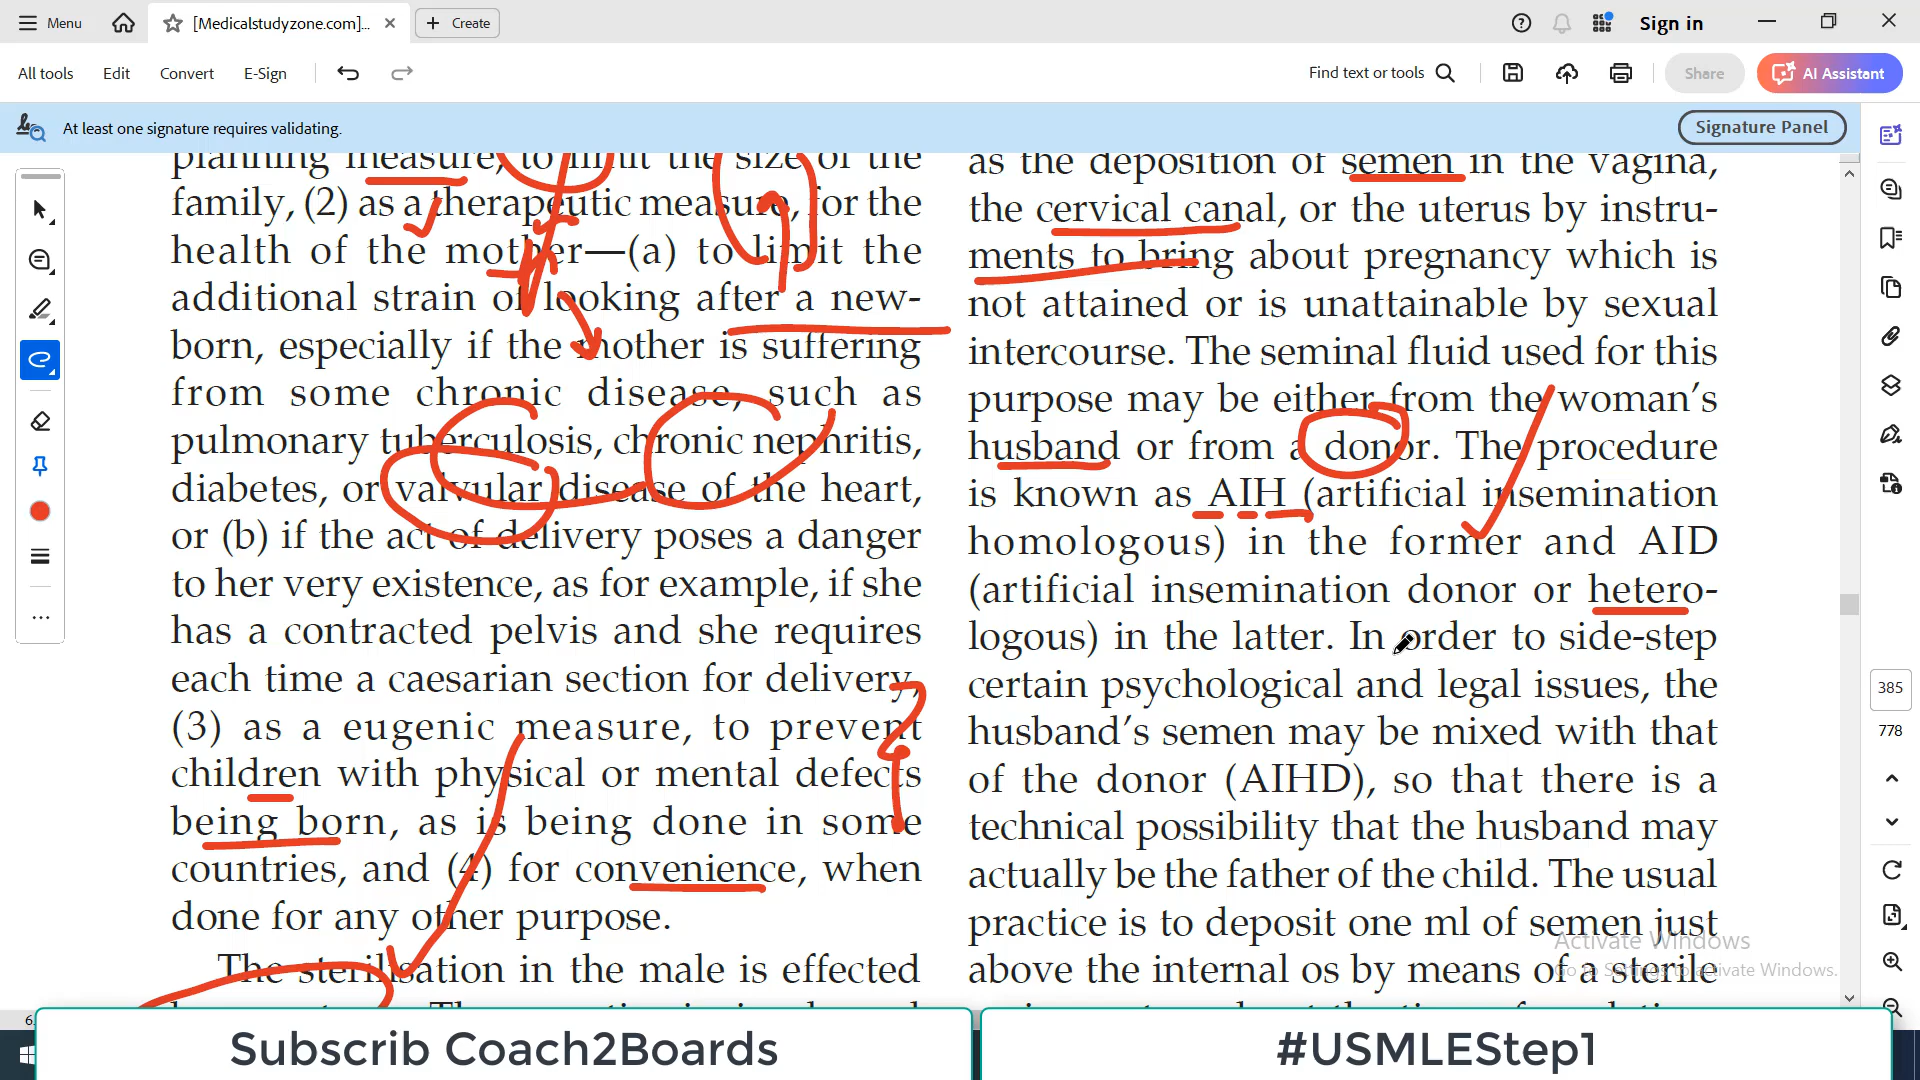 Menu
[Medicalstudyzone.com]...
Create
Sign in
All tools
Edit
Convert
E-Sign
Find text or tools
Share
AI Assistant
At least one signature requires validating.
Signature Panel
planning measure, to limit the size of the
family, (2) as a therapeutic measure, for the
health of the mother—(a) to limit the
additional strain of looking after a new-
born, especially if the mother is suffering
from some chronic disease, such as
pulmonary tuberculosis, chronic nephritis,
diabetes, or valvular disease of the heart,
or (b) if the act of delivery poses a danger
to her very existence, as for example, if she
has a contracted pelvis and she requires
each time a caesarian section for delivery,
(3) as a eugenic measure, to prevent
children with physical or mental defects
being born, as is being done in some
countries, and (4) for convenience, when
done for any other purpose.
The sterilisation in the male is effected
as the deposition of semen in the vagina,
the cervical canal, or the uterus by instru-
ments to bring about pregnancy which is
not attained or is unattainable by sexual
intercourse. The seminal fluid used for this
purpose may be either from the woman's
husband or from a donor. The procedure
is known as AIH (artificial insemination
homologous) in the former and AID
(artificial insemination donor or hetero-
logous) in the latter. In order to side-step
certain psychological and legal issues, the
husband's semen may be mixed with that
of the donor (AIHD), so that there is a
technical possibility that the husband may
actually be the father of the child. The usual
practice is to deposit one ml of semen just
above the internal os by means of a sterile
385
778
Activate Windows
Go to Settings to activate Windows.
Subscrib Coach2Boards
#USMLEStep1